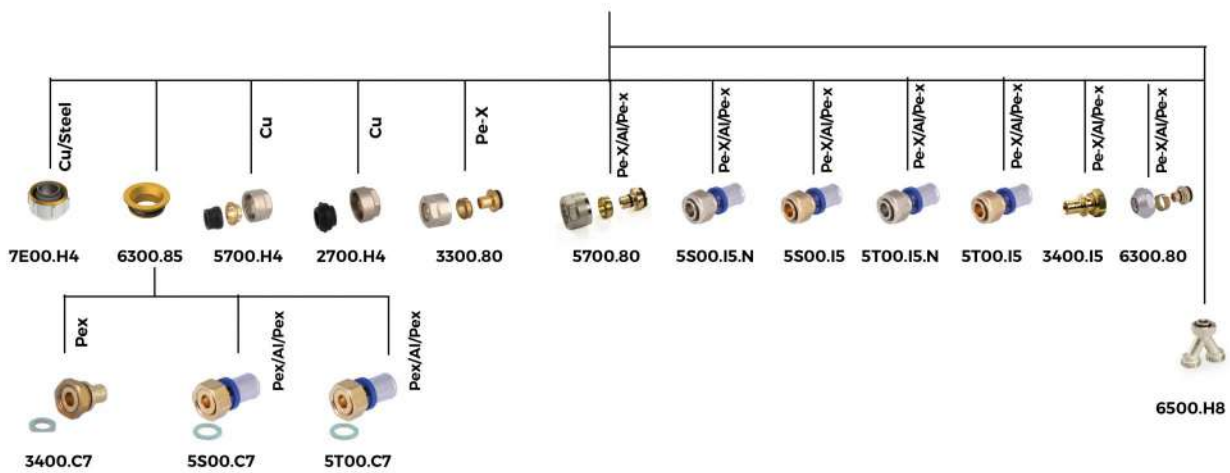 Cu/Steel
Cu
Cu
Pe-X
Pe-X/Al/Pe-x
Pe-X/Al/Pe-x
Pe-X/Al/Pe-x
Pe-X/Al/Pe-x
Pe-X/Al/Pe-x
Pe-X/Al/Pe-x
Pe-X/Al/Pe-x
7E00.H4 6300.85 5700.H4 2700.H4 3300.80 5700.80 5S00.I5.N 5S00.I5 5T00.I5.N 5T00.I5 3400.I5 6300.80
Pex
Pex/Al/Pex
Pex/Al/Pex
6500.H8
3400.C7 5S00.C7 5T00.C7